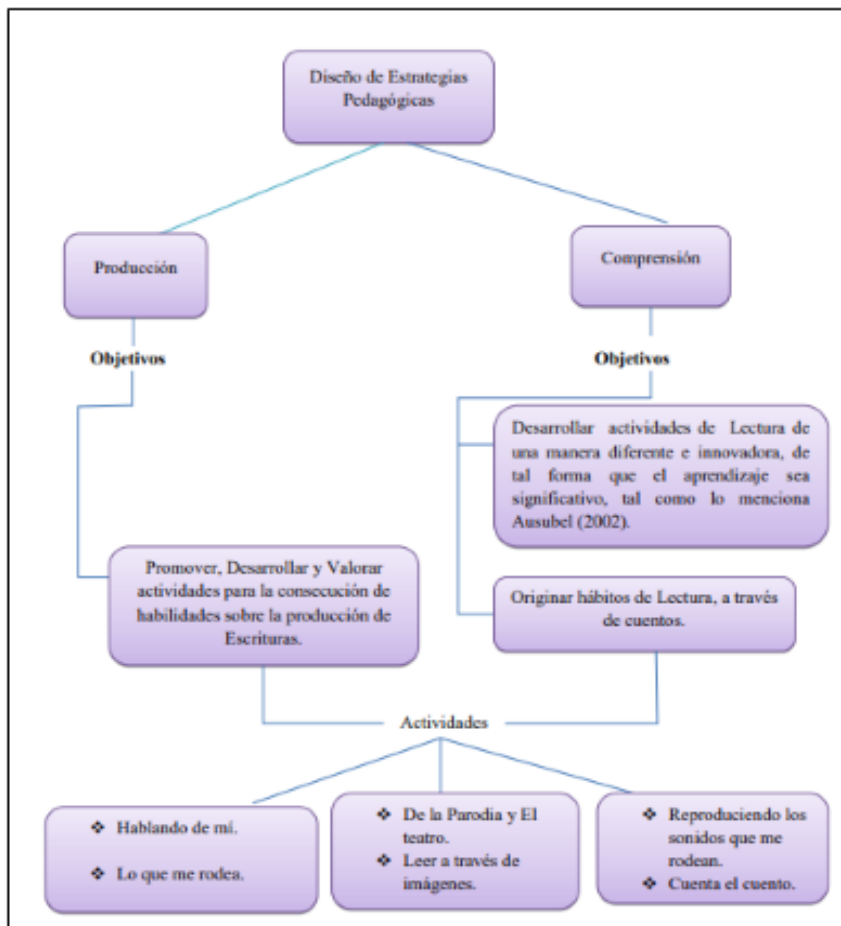 Diseño de Estrategias
Pedagógicas
Producción
Comprensión
Objetivos
Objetivos
Desarrollar actividades de Lectura de
una manera diferente e innovadora, de
tal forma que el aprendizaje sea
significativo, tal como lo menciona
Ausubel (2002).
Promover, Desarrollar y Valorar
actividades para la consecución de
habilidades sobre la producción de
Escrituras.
Originar hábitos de Lectura, a través
de cuentos.
Actividades
❖ Hablando de mí.
❖ Lo que me rodea.
❖ De la Parodia y El
teatro.
❖ Leer a través de
imágenes.
❖ Reproduciendo los
sonidos que me
rodean.
❖ Cuenta el cuento.